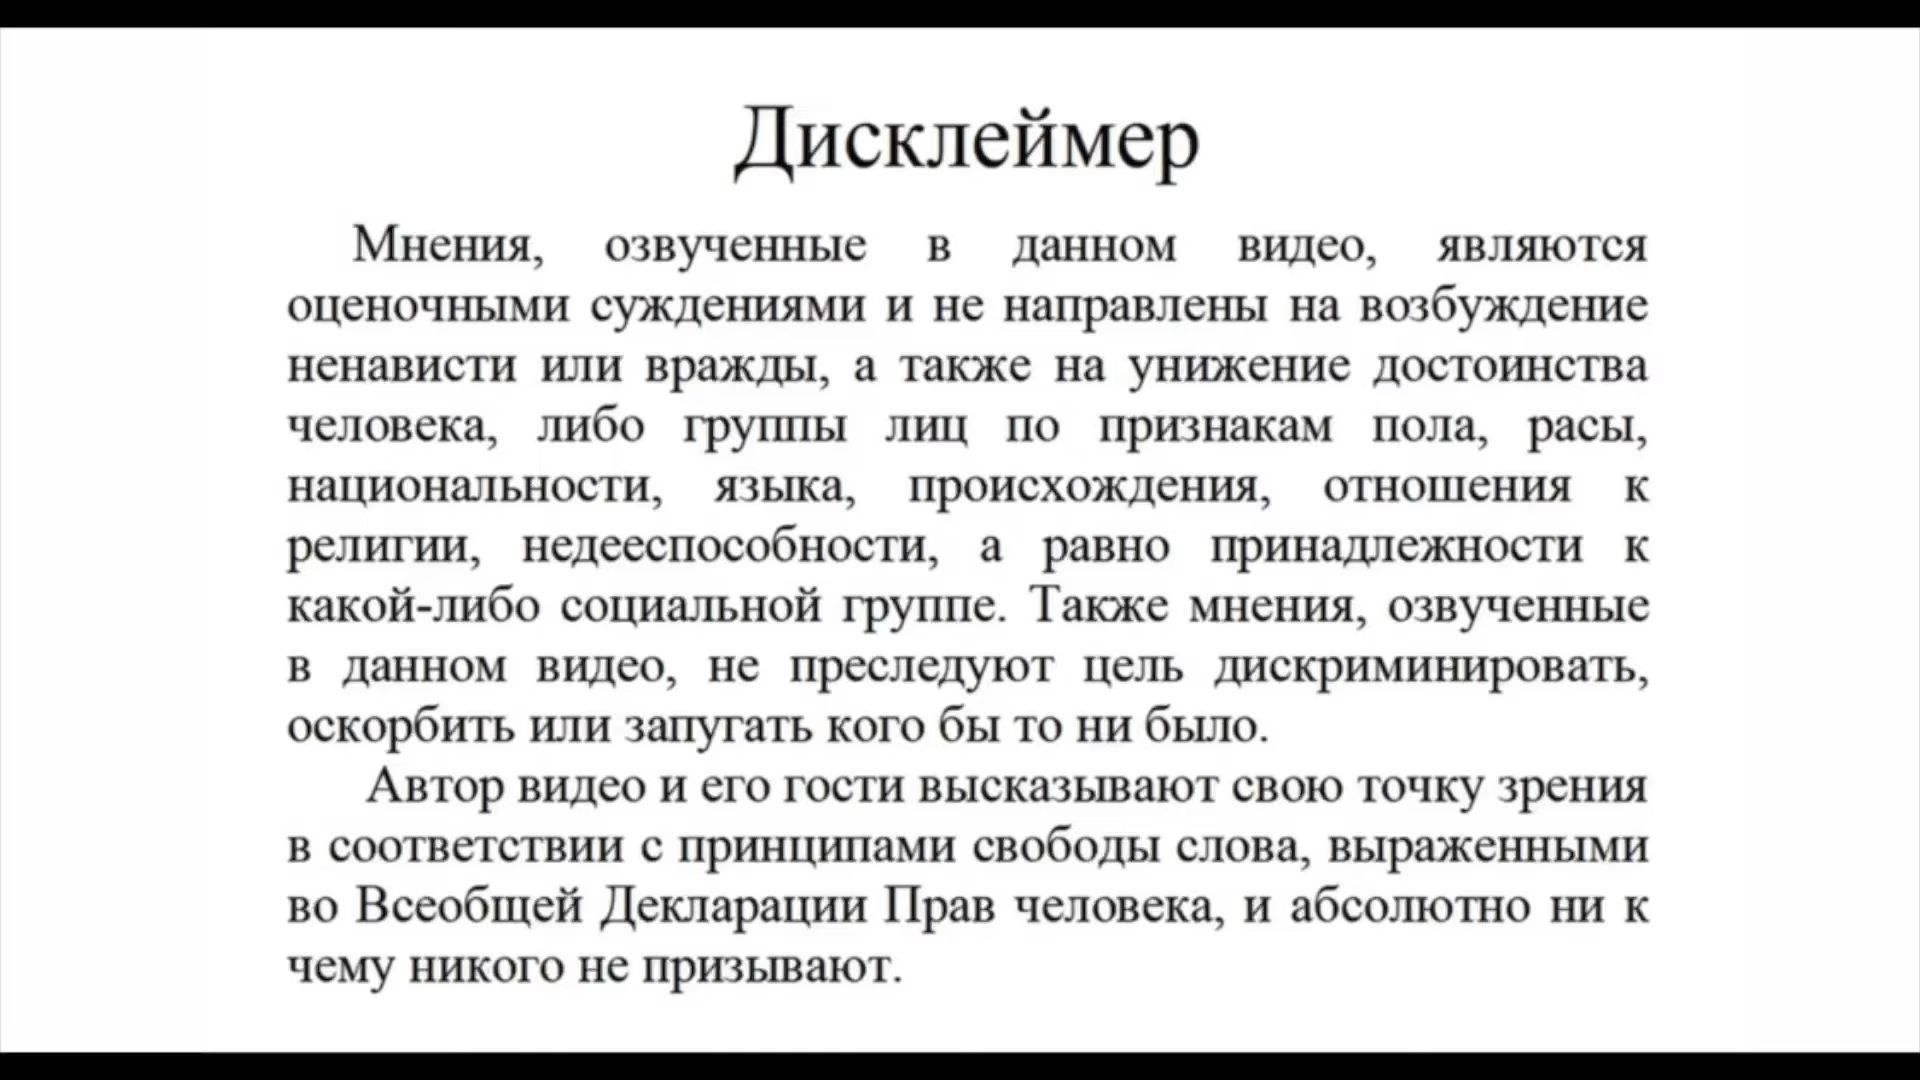 Дисклеймер
Мнения, озвученные в данном видео, являются
оценочными суждениями и не направлены на возбуждение
ненависти или вражды, а также на унижение достоинства
человека, либо группы лиц по признакам пола, расы,
национальности, языка, происхождения, отношения к
религии, недееспособности, а равно принадлежности к
какой-либо социальной группе. Также мнения, озвученные
в данном видео, не преследуют цель дискриминировать,
оскорбить или запугать кого бы то ни было.
Автор видео и его гости высказывают свою точку зрения
в соответствии с принципами свободы слова, выраженными
во Всеобщей Декларации Прав человека, и абсолютно ни к
чему никого не призывают.